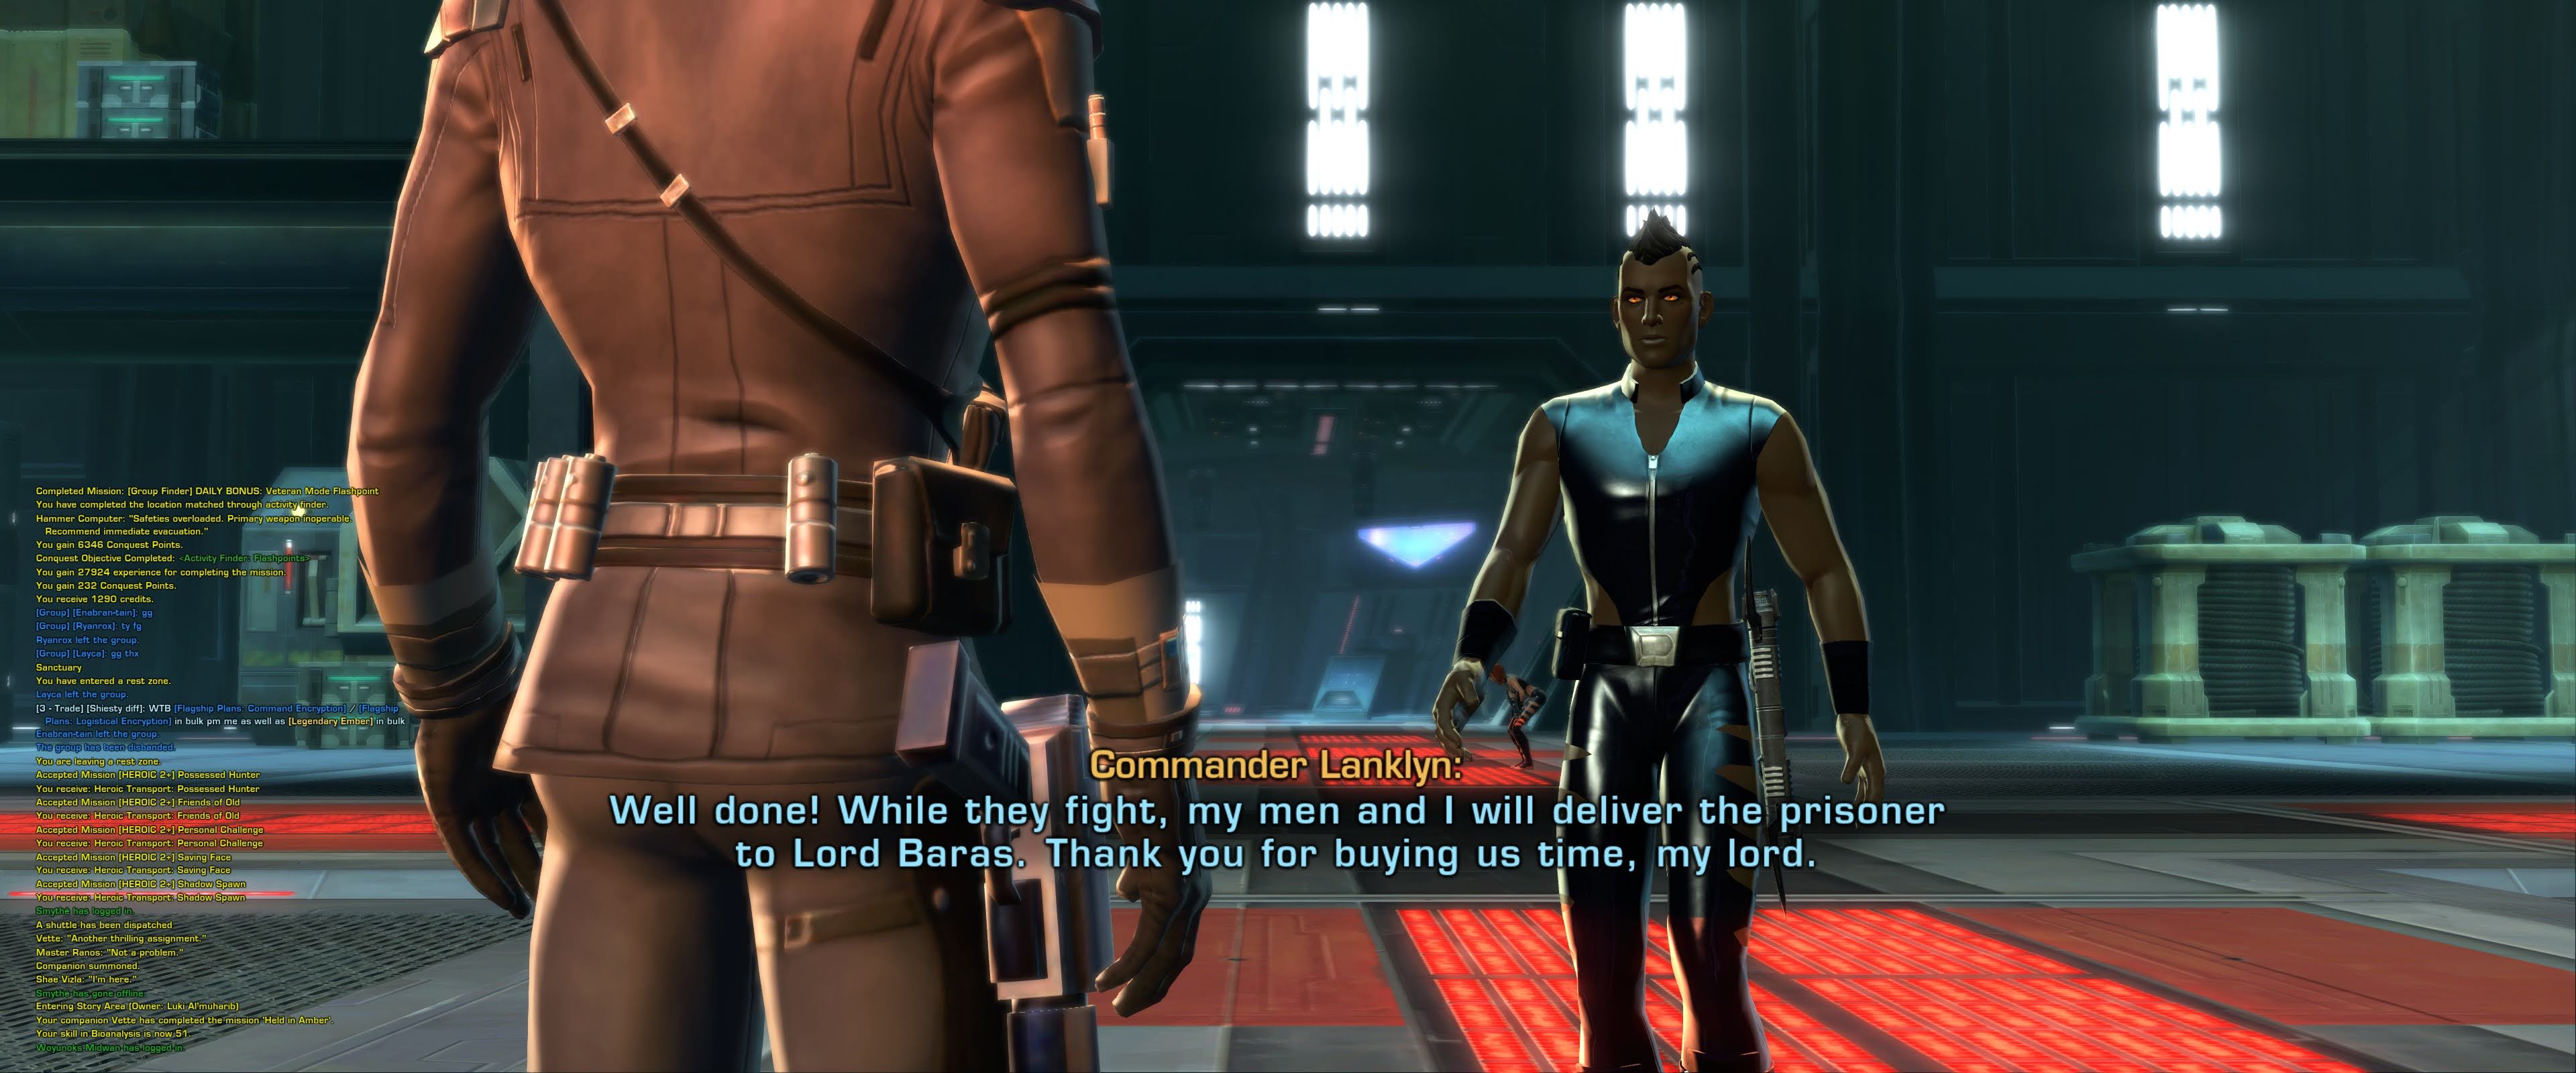 Completed Mission: [Group Finder] DAILY BONUS: Veteran Mode Flashpoint
You have completed the location matched through activity finder.
Hammer Computer: "Safeties overloaded. Primary weapon inoperable.
Recommend immediate evacuation."
You gain 6346 Conquest Points.
Conquest Objective Completed: <Activity Finder: Flashpoints>
You gain 27924 experience for completing the mission.
You gain 232 Conquest Points.
You receive 1290 credits.
[Group] [Enabran-tain]: gg
[Group] [Ryanrox]: ty fg
Ryanrox left the group.
[Group] [Layca]: gg thx
Sanctuary
You have entered a rest zone.
Layca left the group.
[3 - Trade] [Shiesty diff]: WTB [Flagship Plans: Command Encryption] / [Flagship
Plans: Logistical Encryption] in bulk pm me as well as [Legendary Ember] in bulk
Enabran-tain left the group.
The group has been disbanded.
You are leaving a rest zone.
Accepted Mission [HEROIC 2+] Possessed Hunter
You receive: Heroic Transport: Possessed Hunter
Accepted Mission [HEROIC 2+] Friends of Old
You receive: Heroic Transport: Friends of Old
Accepted Mission [HEROIC 2+] Personal Challenge
You receive: Heroic Transport: Personal Challenge
Accepted Mission [HEROIC 2+] Saving Face
You receive: Heroic Transport: Saving Face
Accepted Mission [HEROIC 2+] Shadow Spawn
You receive: Heroic Transport: Shadow Spawn
Smythè has logged in.
A shuttle has been dispatched
Vette: "Another thrilling assignment."
Master Ranos: "Not a problem."
Companion summoned.
Shae Vizla: "I'm here."
Smythè has gone offline.
Entering Story Area (Owner: Luki Al'muharib)
Your companion Vette has completed the mission 'Held in Amber'.
Your skill in Bioanalysis is now 51.
Woyunoks Midwan has logged in.
Commander Lanklyn:
Well done! While they fight, my men and I will deliver the prisoner
to Lord Baras. Thank you for buying us time, my lord.